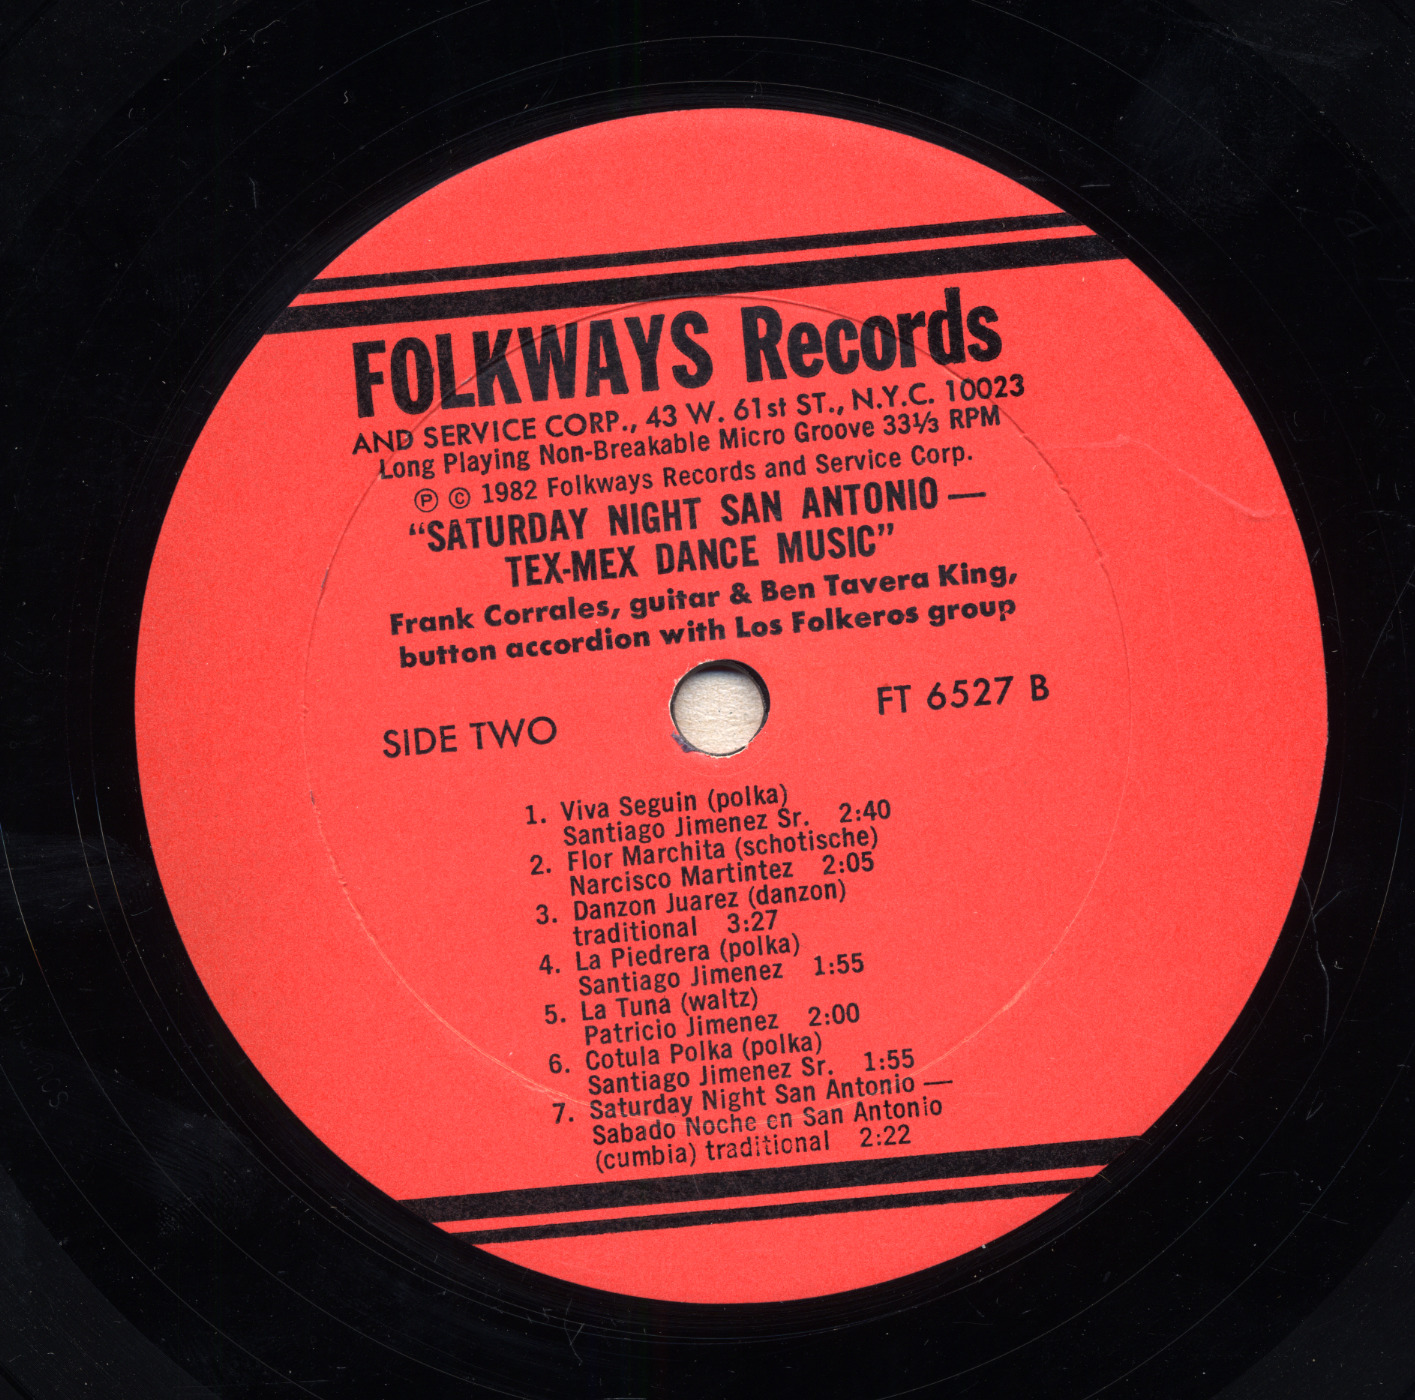 FOLKWAYS Records
AND SERVICE CORP., 43 W. 61st ST., N.Y.C. 10023
Long Playing Non-Breakable Micro Groove 33⅓ RPM
Ⓟ © 1982 Folkways Records and Service Corp.
“SATURDAY NIGHT SAN ANTONIO —
TEX-MEX DANCE MUSIC”
Frank Corrales, guitar & Ben Tavera King,
button accordion with Los Folkeros group
SIDE TWO
FT 6527 B
1. Viva Seguin (polka)
Santiago Jimenez Sr. 2:40
2. Flor Marchita (schotische)
Narcisco Martintez 2:05
3. Danzon Juarez (danzon)
traditional 3:27
4. La Piedrera (polka)
Santiago Jimenez 1:55
5. La Tuna (waltz)
Patricio Jimenez 2:00
6. Cotula Polka (polka)
Santiago Jimenez Sr. 1:55
7. Saturday Night San Antonio —
Sabado Noche en San Antonio
(cumbia) traditional 2:22